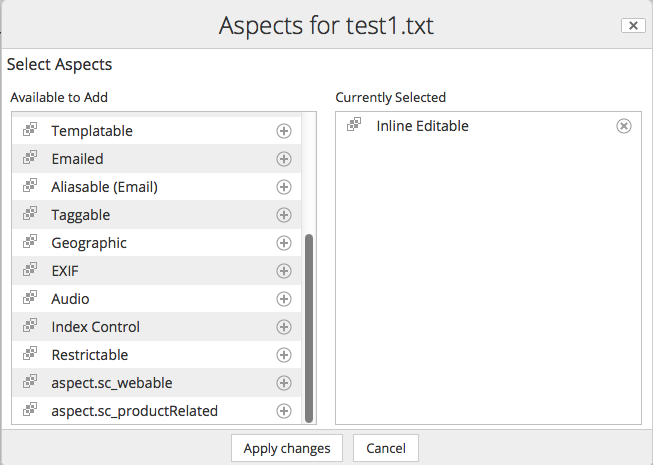 Aspects for test1.txt
Select Aspects
Available to Add
Currently Selected
Templatable
Emailed
Aliasable (Email)
Taggable
Geographic
EXIF
Audio
Index Control
Restrictable
aspect.sc_webable
aspect.sc_productRelated
Inline Editable
Apply changes
Cancel